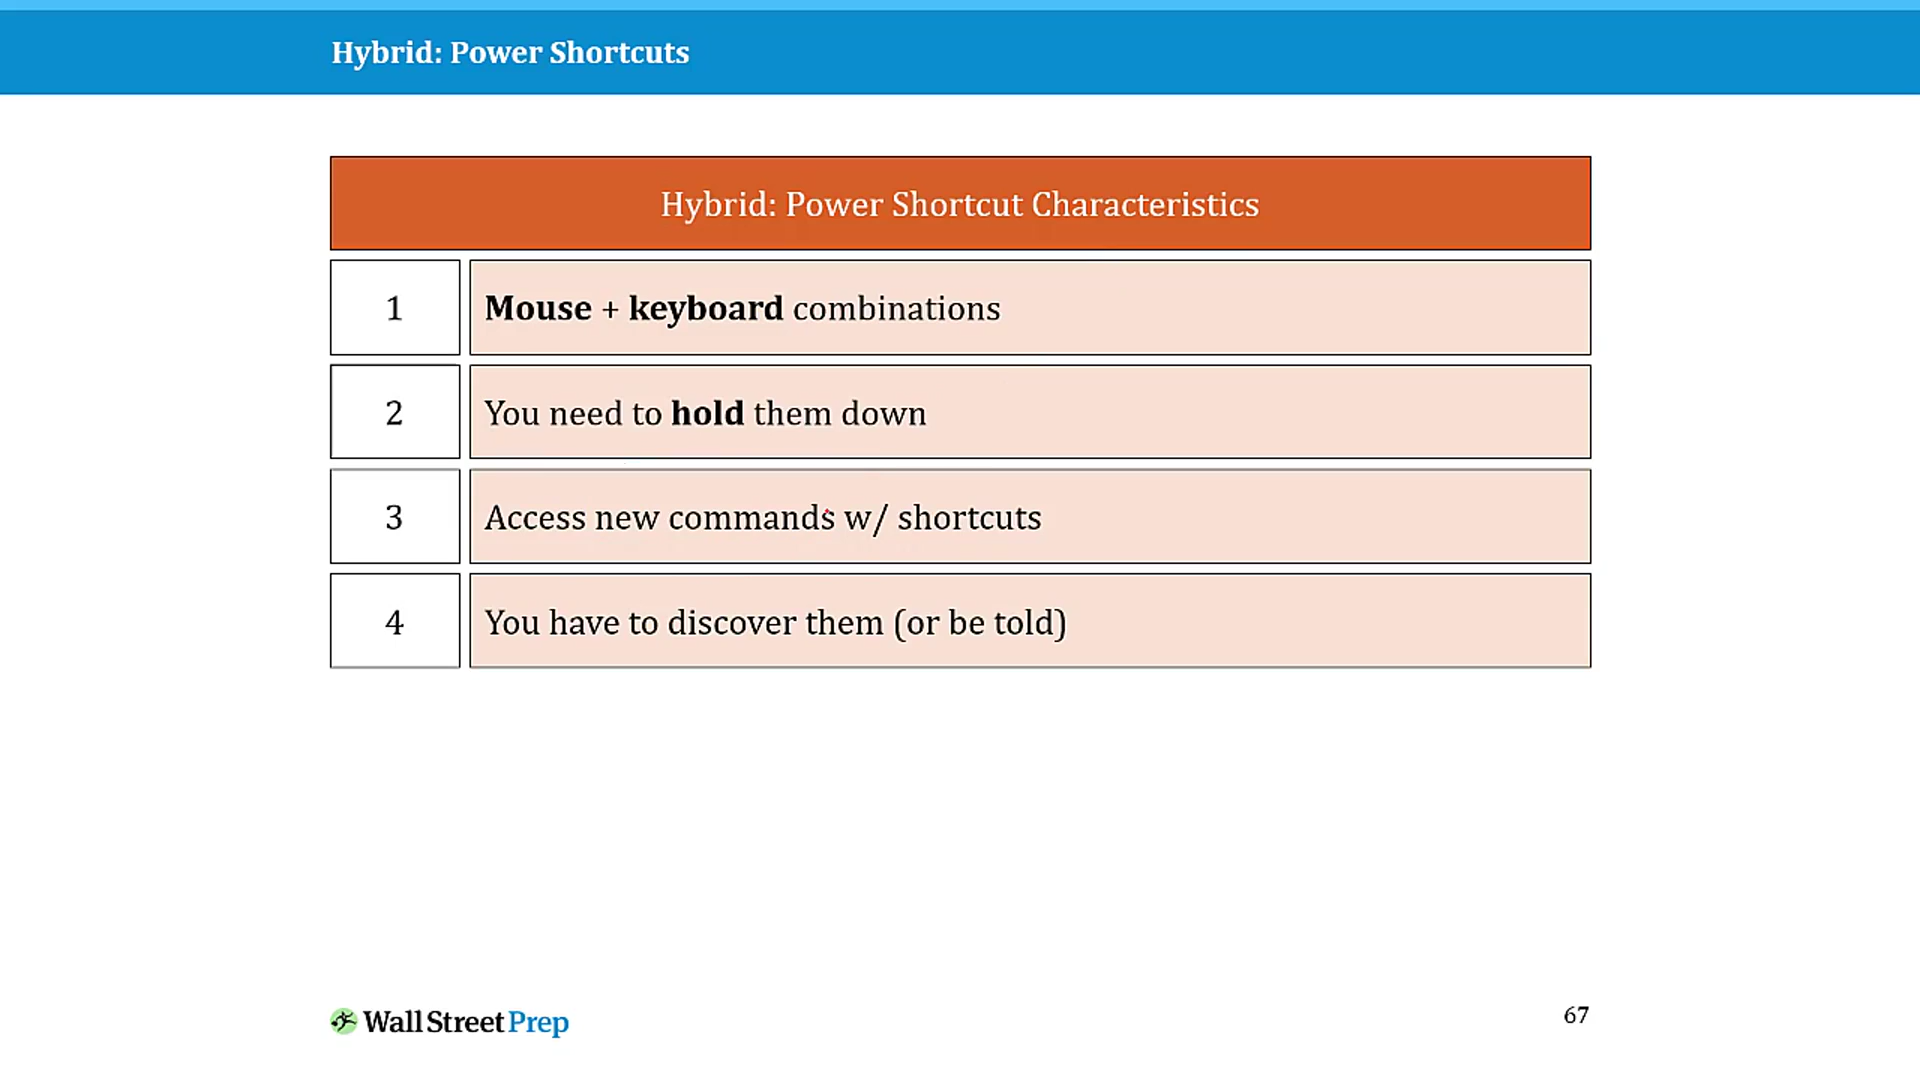 Hybrid: Power Shortcuts
Hybrid: Power Shortcut Characteristics
1 Mouse + keyboard combinations
2 You need to hold them down
3 Access new commands w/ shortcuts
4 You have to discover them (or be told)
Wall Street Prep
67